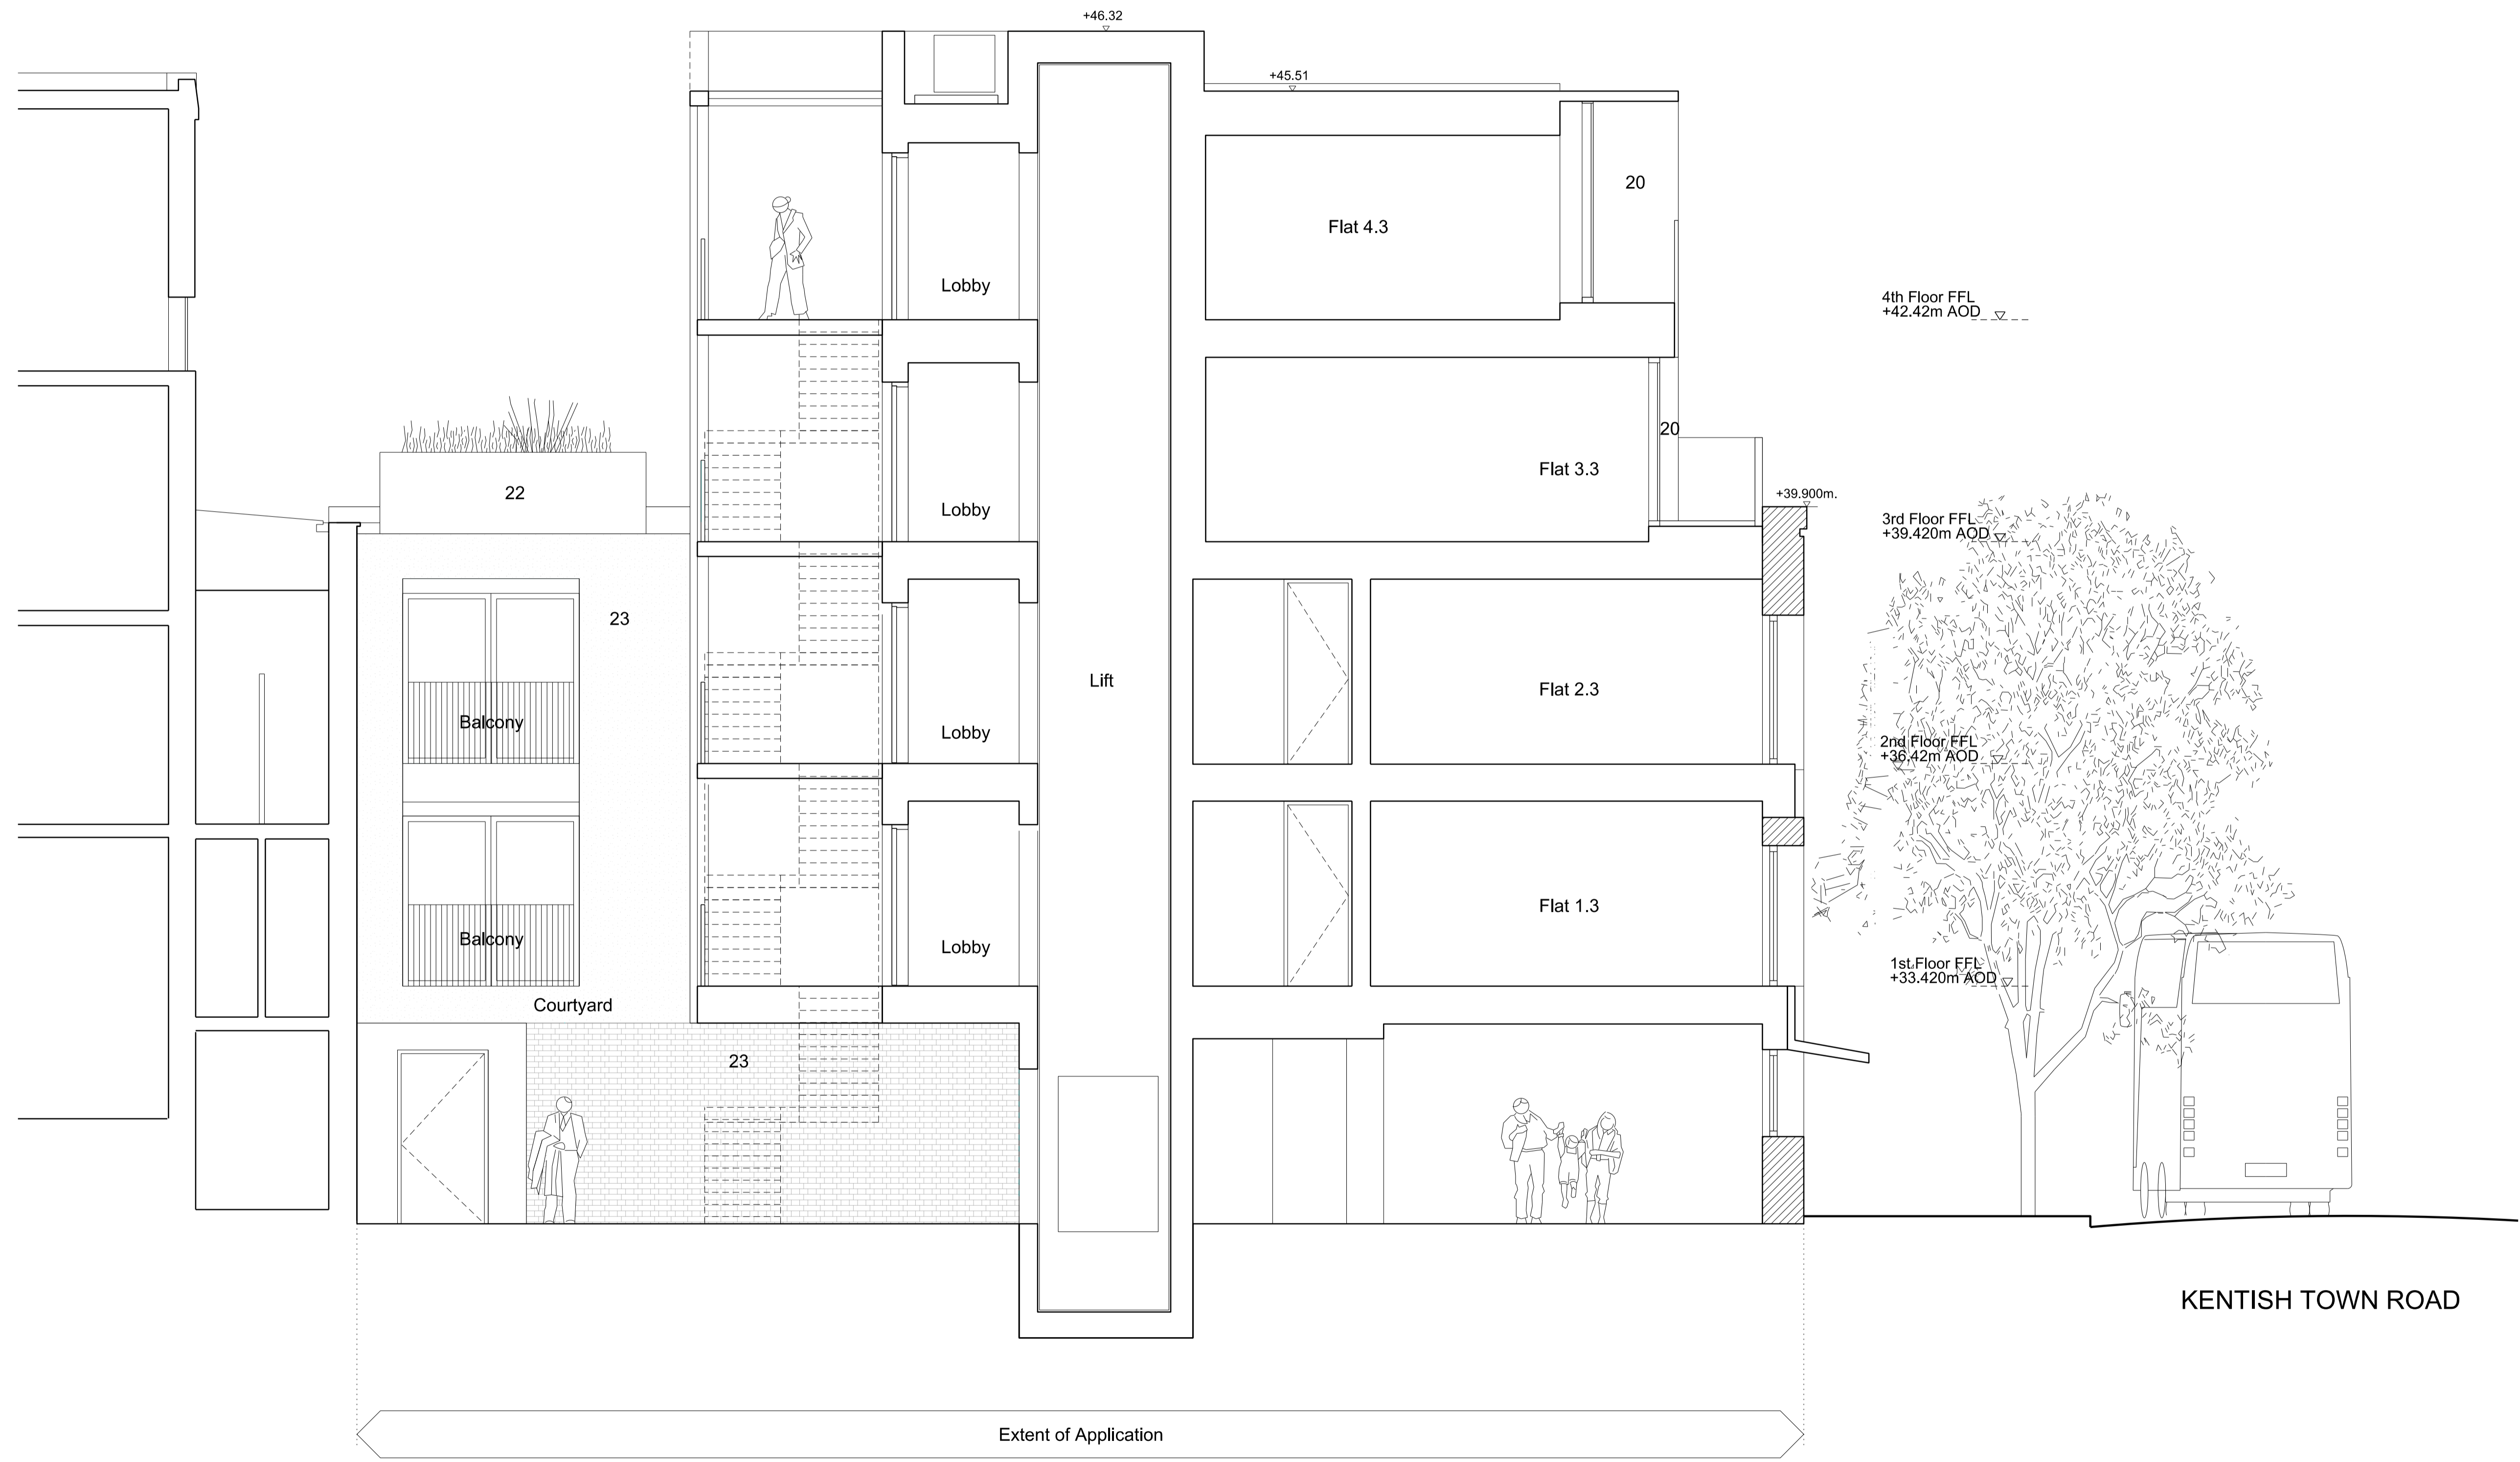 +46.32
+45.51
20
Flat 4.3
Lobby
4th Floor FFL
+42.42m AOD
20
Flat 3.3
22
+39.900m.
Lobby
3rd Floor FFL
+39.420m AOD
23
Lift
Flat 2.3
Balcony
Lobby
2nd Floor FFL
+36.42m AOD
Flat 1.3
Balcony
Lobby
1st Floor FFL
+33.420m AOD
Courtyard
23
KENTISH TOWN ROAD
Extent of Application